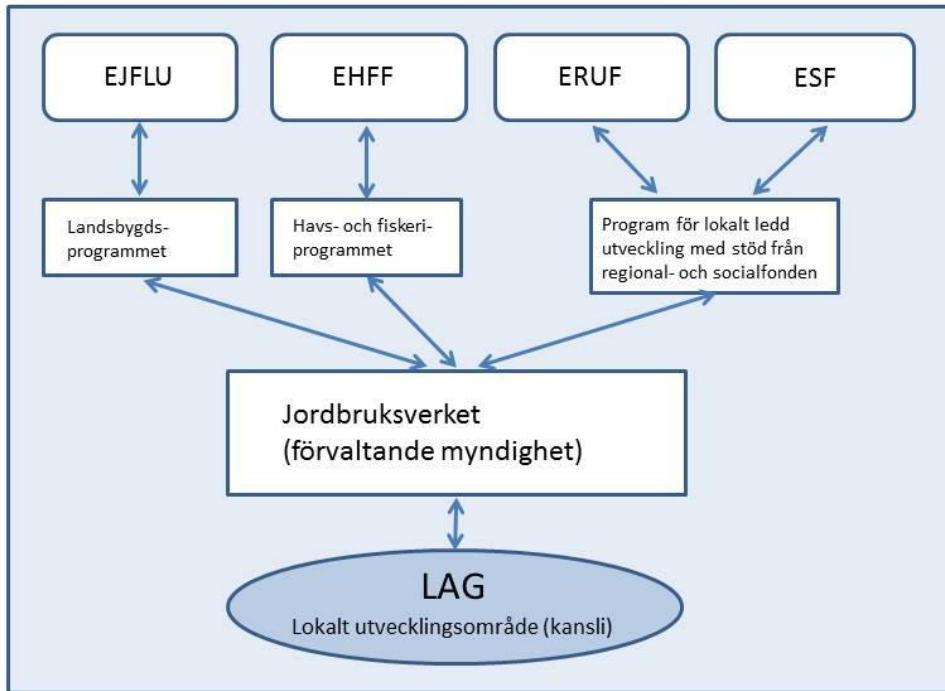 EJFLU
EHFF
ERUF
ESF
Landsbygds-
programmet
Havs- och fiskeri-
programmet
Program för lokalt ledd
utveckling med stöd från
regional- och socialfonden
Jordbruksverket
(förvaltande myndighet)
LAG
Lokalt utvecklingsområde (kansli)